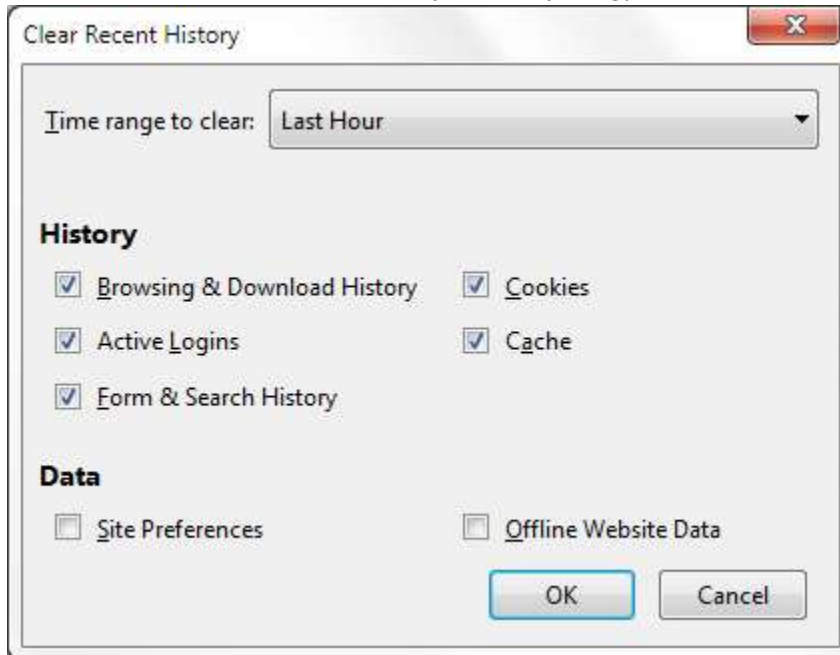 Clear Recent History
Time range to clear: Last Hour
History
Browsing & Download History Cookies
Active Logins Cache
Form & Search History
Data
Site Preferences Offline Website Data
OK Cancel